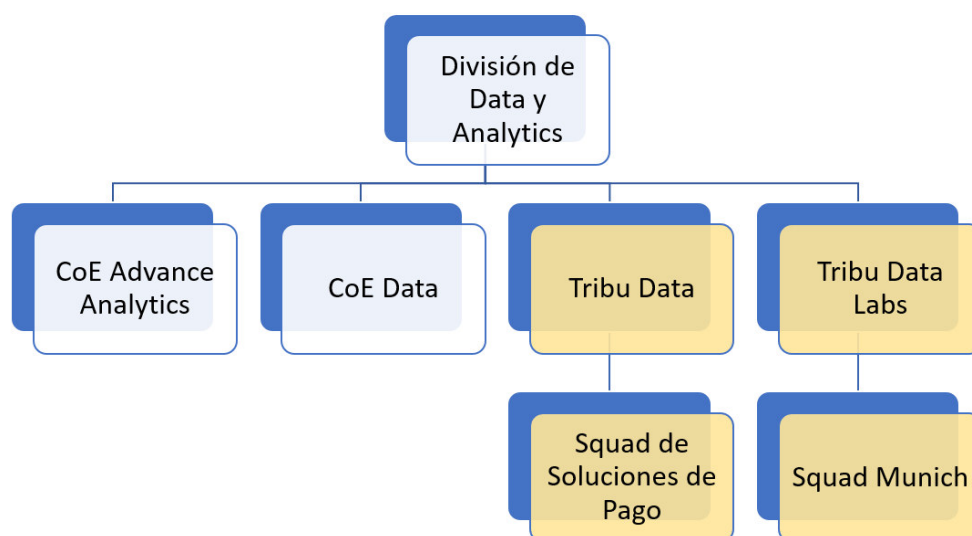 División de
Data y
Analytics
CoE Advance
Analytics
CoE Data
Tribu Data
Tribu Data
Labs
Squad de
Soluciones de
Pago
Squad Munich